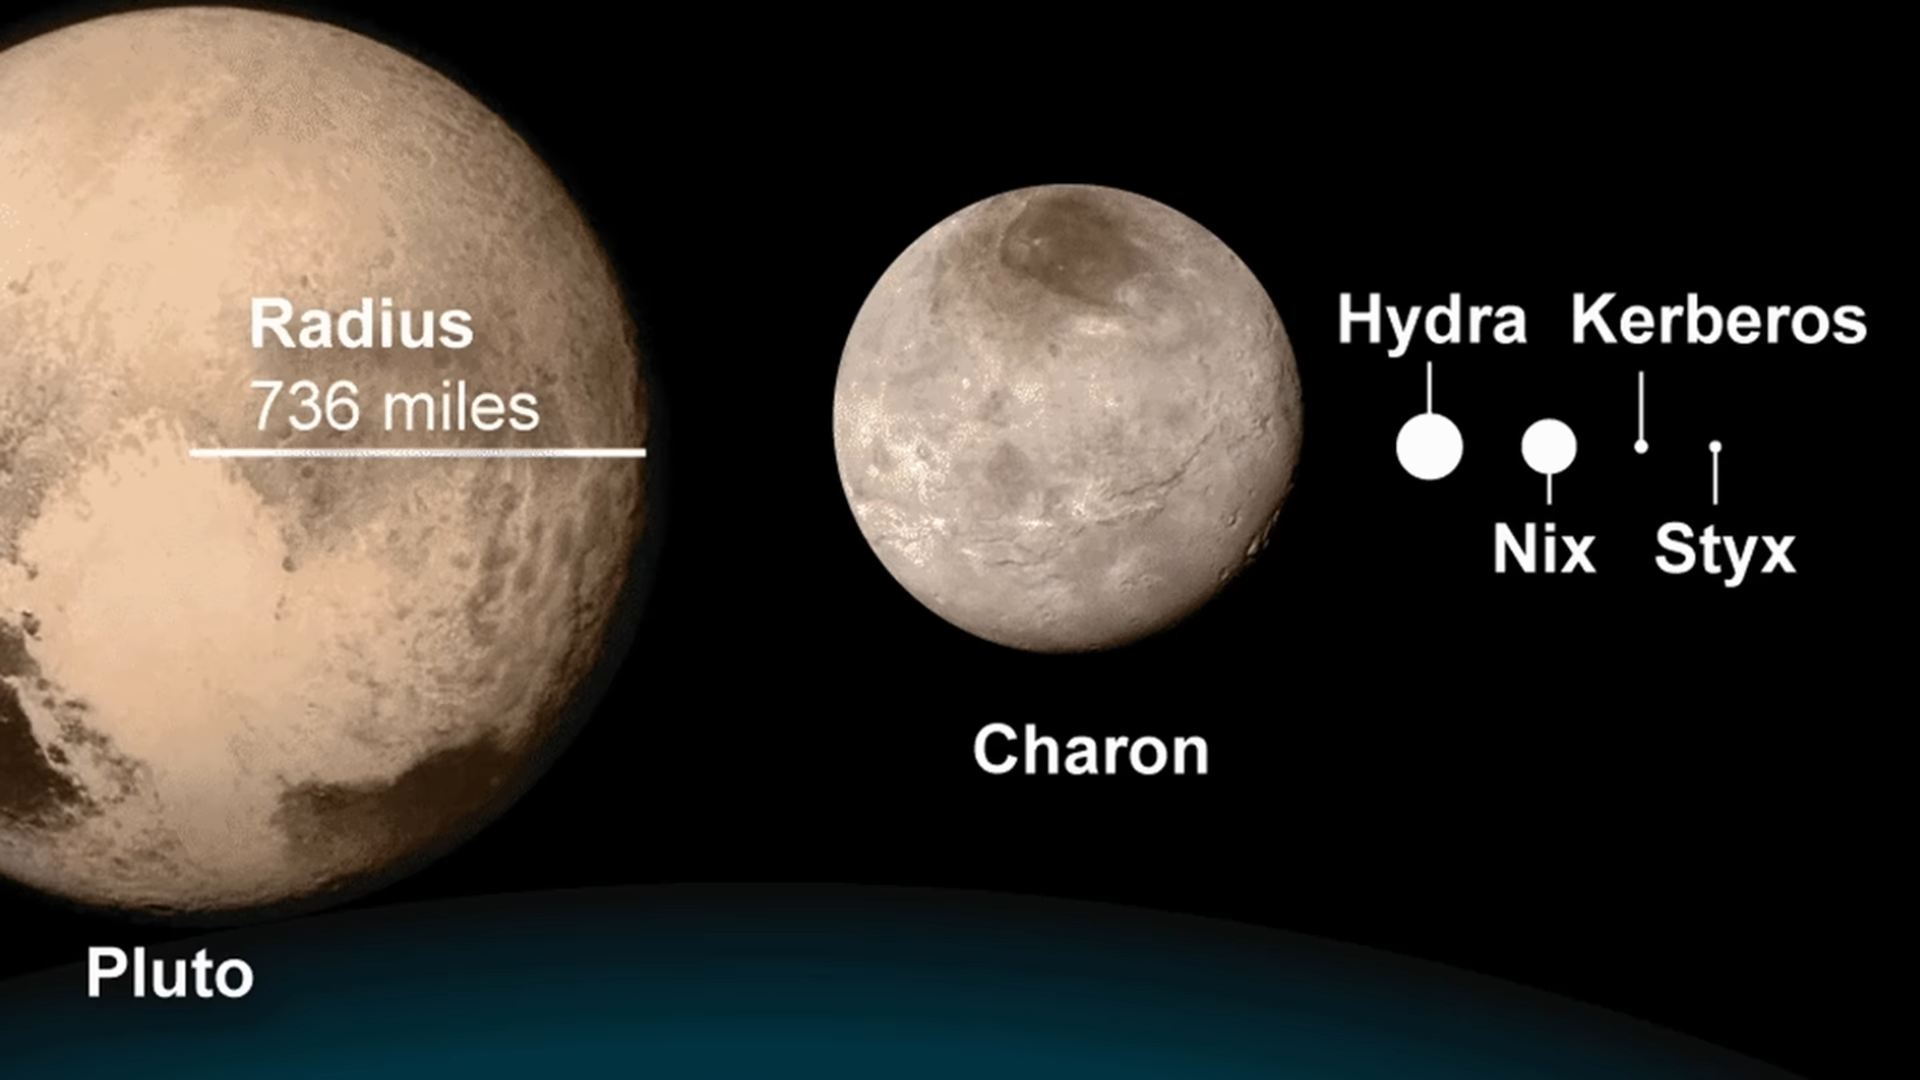 Radius
736 miles
Hydra
Kerberos
Nix
Styx
Charon
Pluto